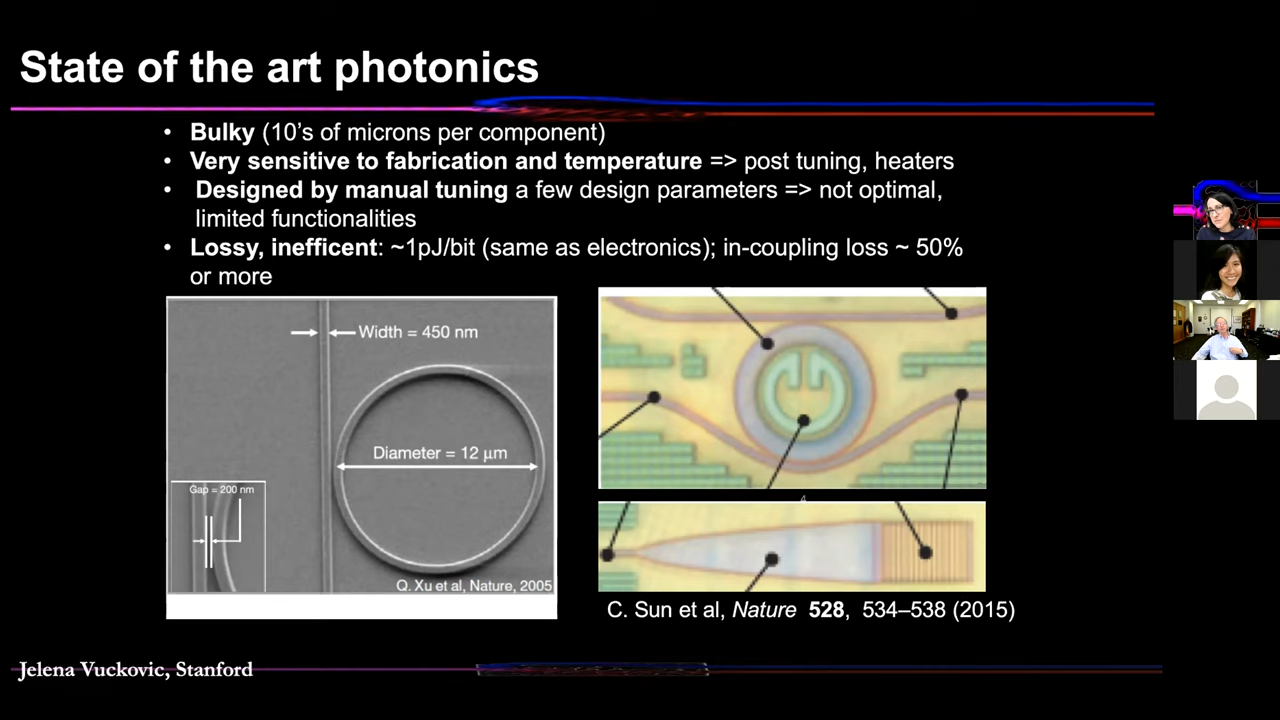 State of the art photonics
• Bulky (10's of microns per component)
• Very sensitive to fabrication and temperature => post tuning, heaters
• Designed by manual tuning a few design parameters => not optimal,
limited functionalities
• Lossy, inefficent: ~1pJ/bit (same as electronics); in-coupling loss ~ 50%
or more
Width = 450 nm
Diameter = 12 μm
Gap = 200 nm
Q. Xu et al, Nature, 2005
4
C. Sun et al, Nature 528, 534–538 (2015)
Jelena Vuckovic, Stanford